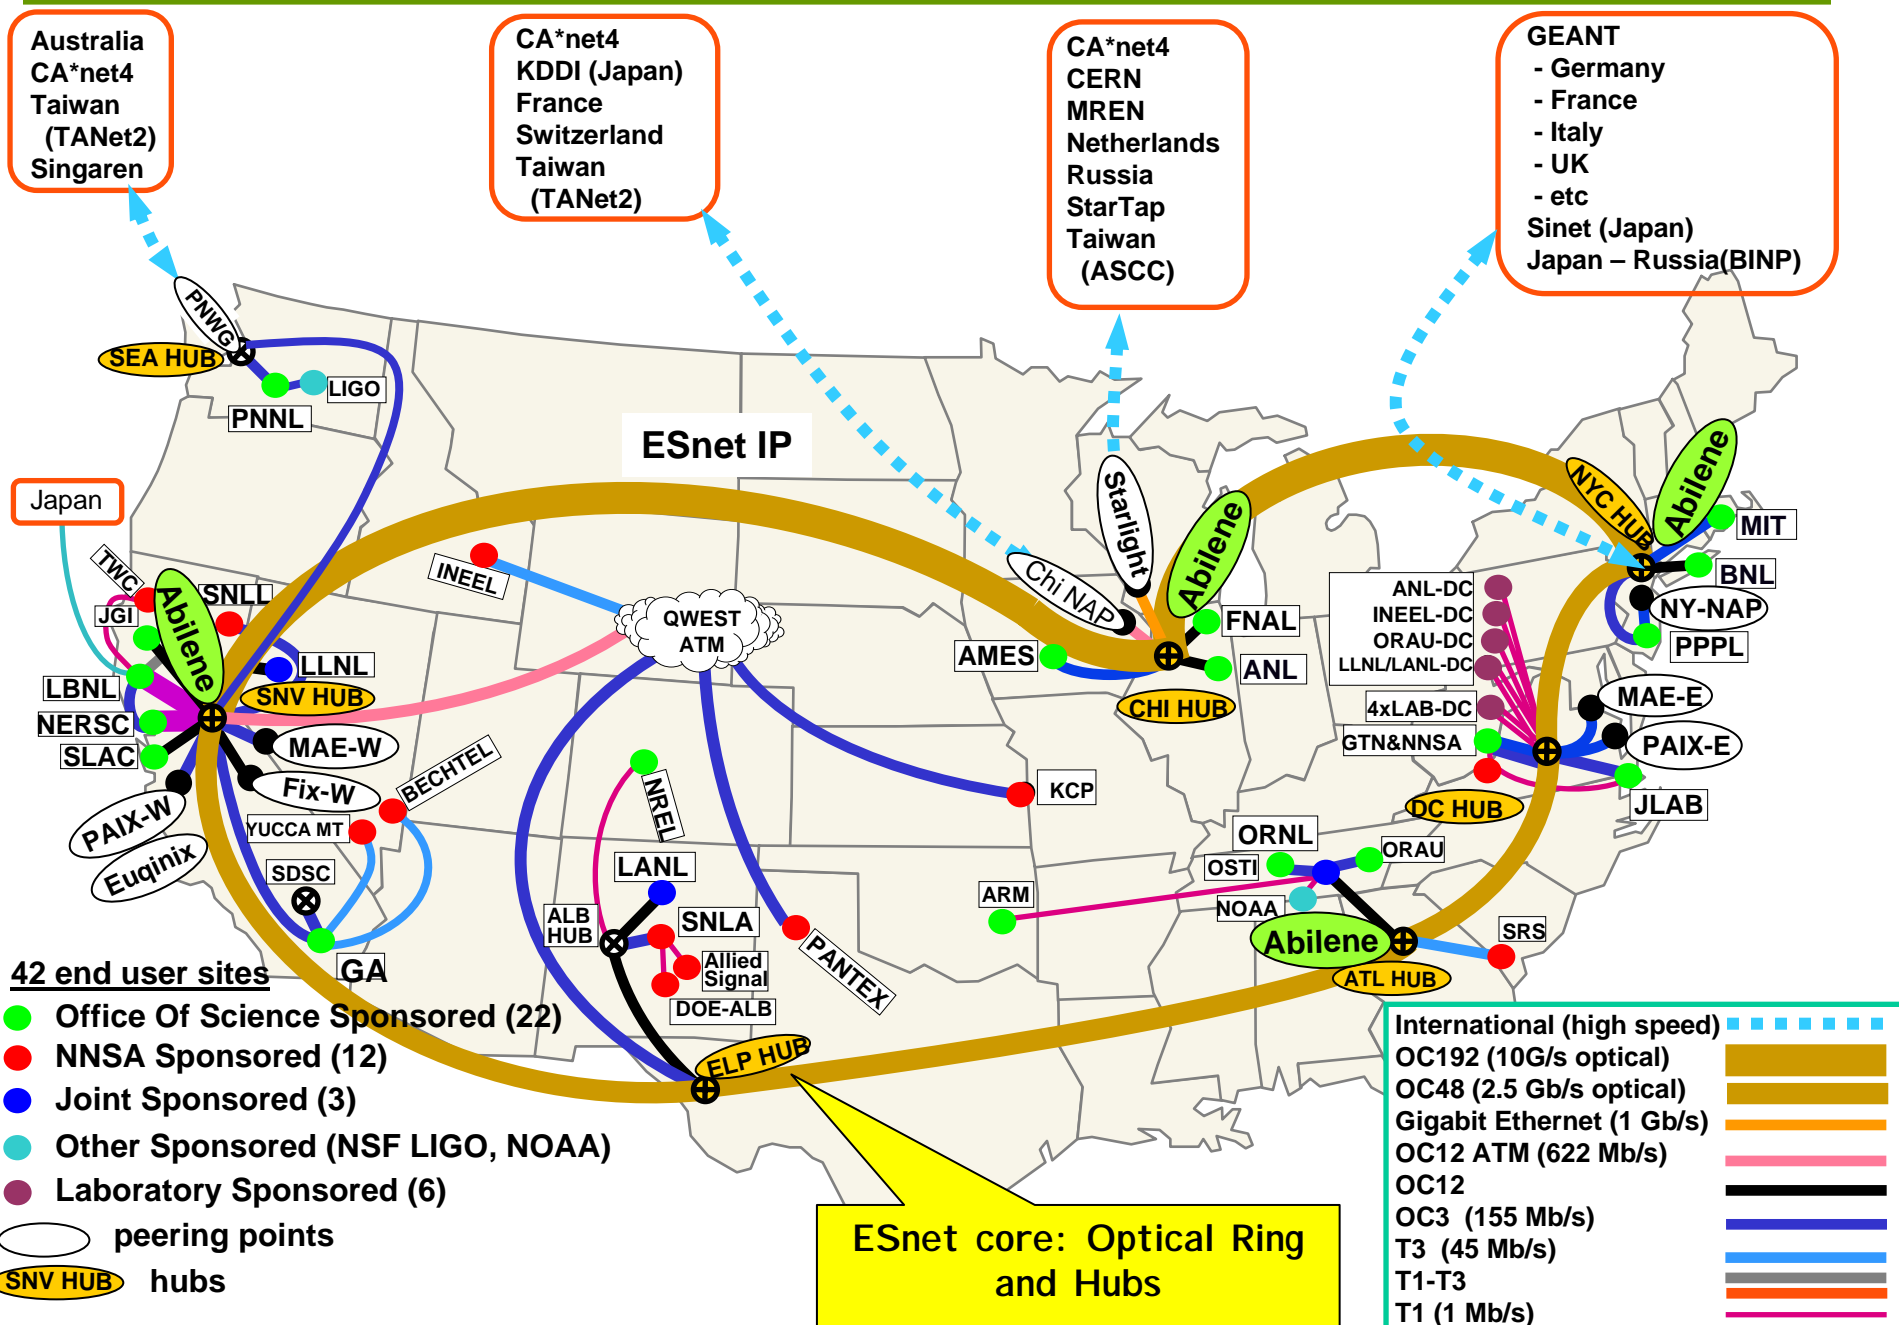 Australia
CA*net4
Taiwan
(TANet2)
Singaren
CA*net4
KDDI (Japan)
France
Switzerland
Taiwan
(TANet2)
CA*net4
CERN
MREN
Netherlands
Russia
StarTap
Taiwan
(ASCC)
GEANT
- Germany
- France
- Italy
- UK
- etc
Sinet (Japan)
Japan – Russia(BINP)
PNWG
SEA HUB
LIGO
PNNL
ESnet IP
Japan
TWC
JGI
Abilene
SNLL
LLNL
LBNL
SNV HUB
NERSC
SLAC
MAE-W
Fix-W
PAIX-W
Euqinix
BECHTEL
YUCCA MT
SDSC
GA
INEEL
QWEST
ATM
Starlight
Chi NAP
Abilene
FNAL
AMES
ANL
CHI HUB
NYC HUB
Abilene
MIT
BNL
NY-NAP
PPPL
ANL-DC
INEEL-DC
ORAU-DC
LLNL/LANL-DC
4xLAB-DC
GTN&NNSA
MAE-E
PAIX-E
JLAB
DC HUB
KCP
NREL
LANL
ALB
HUB
SNLA
Allied
Signal
DOE-ALB
PANTEX
ELP HUB
ARM
ORNL
OSTI
ORAU
NOAA
Abilene
ATL HUB
SRS
42 end user sites
Office Of Science Sponsored (22)
NNSA Sponsored (12)
Joint Sponsored (3)
Other Sponsored (NSF LIGO, NOAA)
Laboratory Sponsored (6)
peering points
SNV HUB
hubs
ESnet core: Optical Ring
and Hubs
International (high speed)
OC192 (10G/s optical)
OC48 (2.5 Gb/s optical)
Gigabit Ethernet (1 Gb/s)
OC12 ATM (622 Mb/s)
OC12
OC3 (155 Mb/s)
T3 (45 Mb/s)
T1-T3
T1 (1 Mb/s)